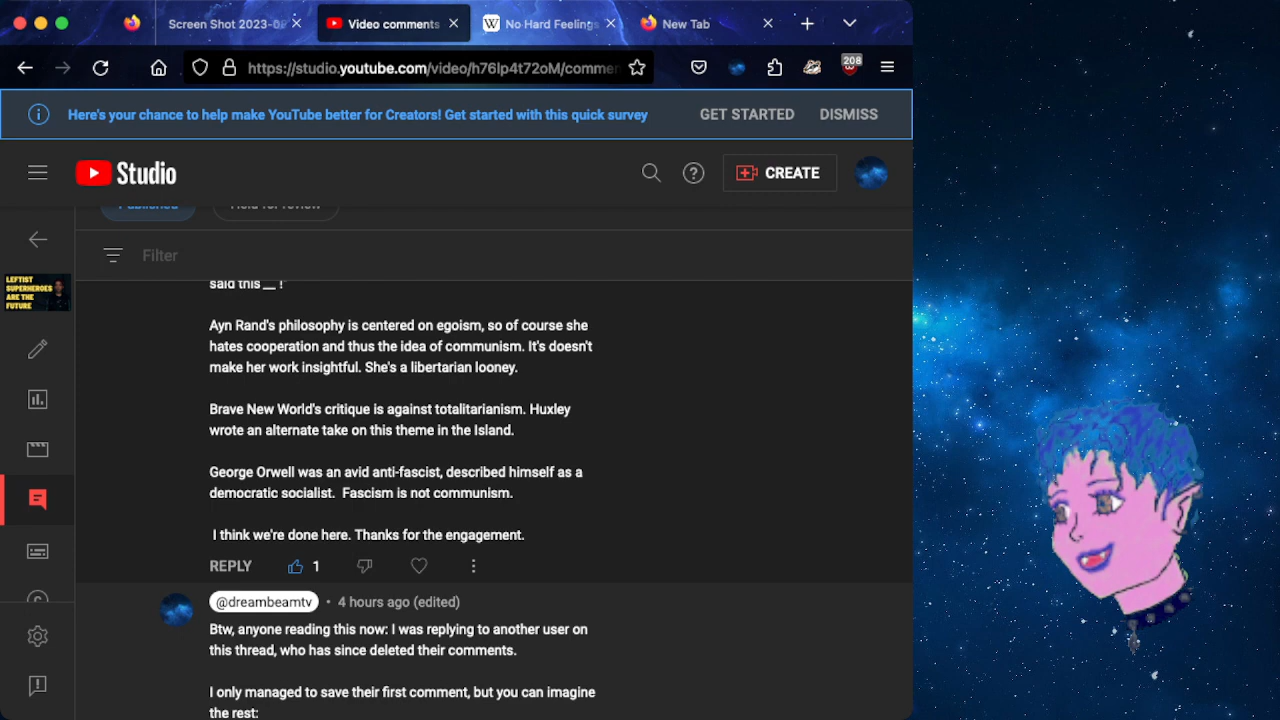 Screen Shot 2023-0
Video comments
W No Hard Feelings
New Tab
https://studio.youtube.com/video/h76lp4t72oM/comme
208
Here's your chance to help make YouTube better for Creators! Get started with this quick survey
GET STARTED
DISMISS
Studio
CREATE
Published
Held for review
Filter
LEFTIST
SUPERHEROES
ARE THE
FUTURE
said this __ !
Ayn Rand's philosophy is centered on egoism, so of course she
hates cooperation and thus the idea of communism. It's doesn't
make her work insightful. She's a libertarian looney.
Brave New World's critique is against totalitarianism. Huxley
wrote an alternate take on this theme in the Island.
George Orwell was an avid anti-fascist, described himself as a
democratic socialist. Fascism is not communism.
I think we're done here. Thanks for the engagement.
REPLY
1
@dreambeamtv • 4 hours ago (edited)
Btw, anyone reading this now: I was replying to another user on
this thread, who has since deleted their comments.
I only managed to save their first comment, but you can imagine
the rest: